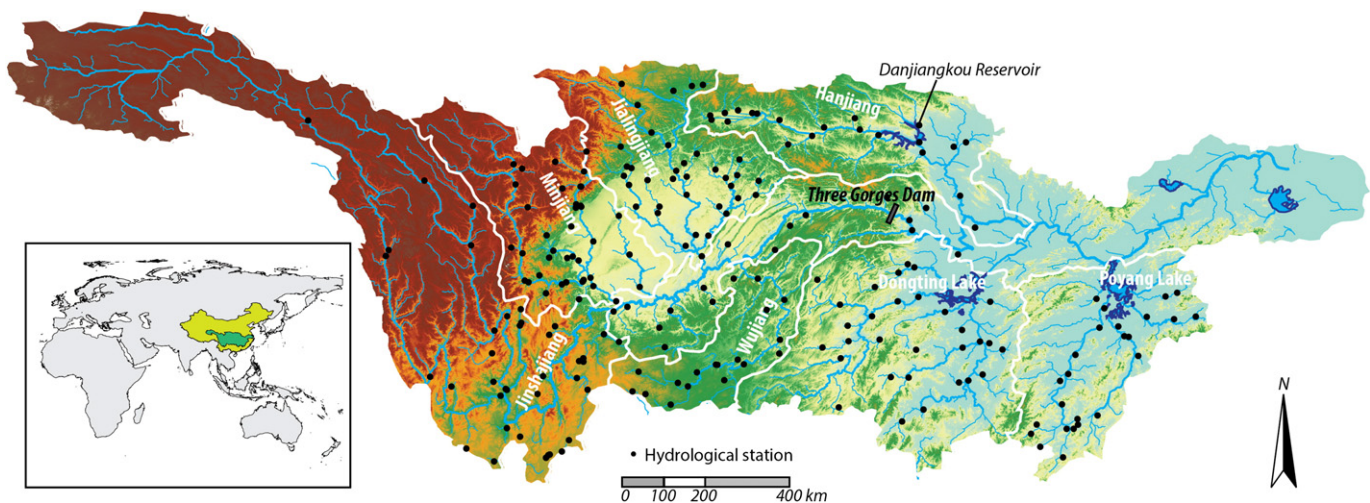 Danjiangkou Reservoir
Hanjiang
Jialingjiang
Minjiang
Three Gorges Dam
Dongting Lake
Poyang Lake
Wujiang
Jinshajiang
N
• Hydrological station
0 100 200 400 km